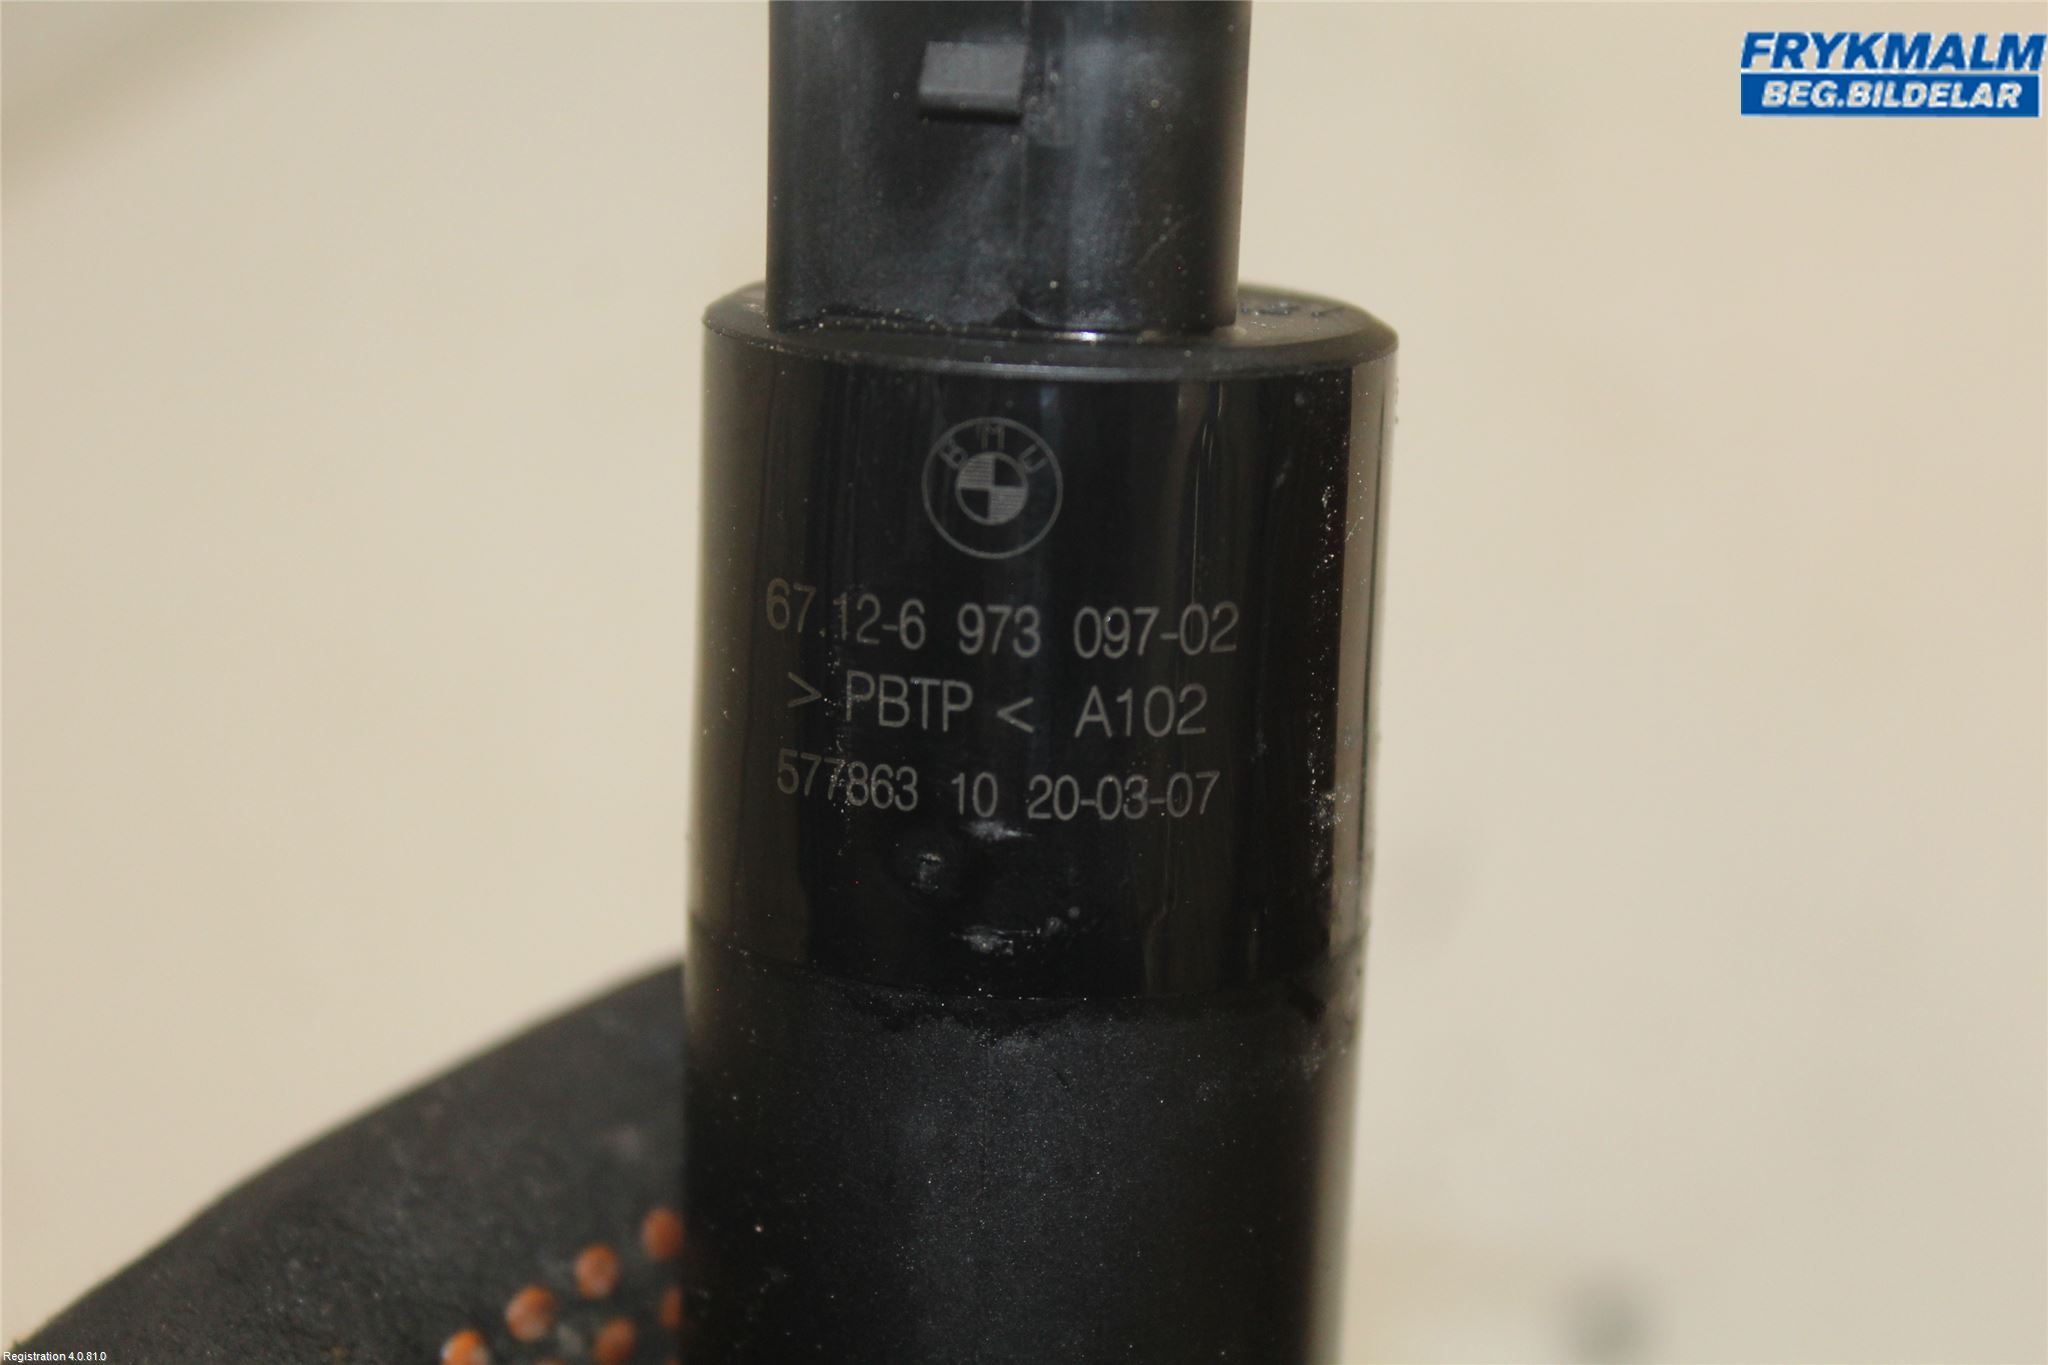 FRYKMALM
BEG.BILDELAR
BMW
67.12-6 973 097-02
> PBTP < A102
577863 10 20-03-07
Registration 4.0.81.0